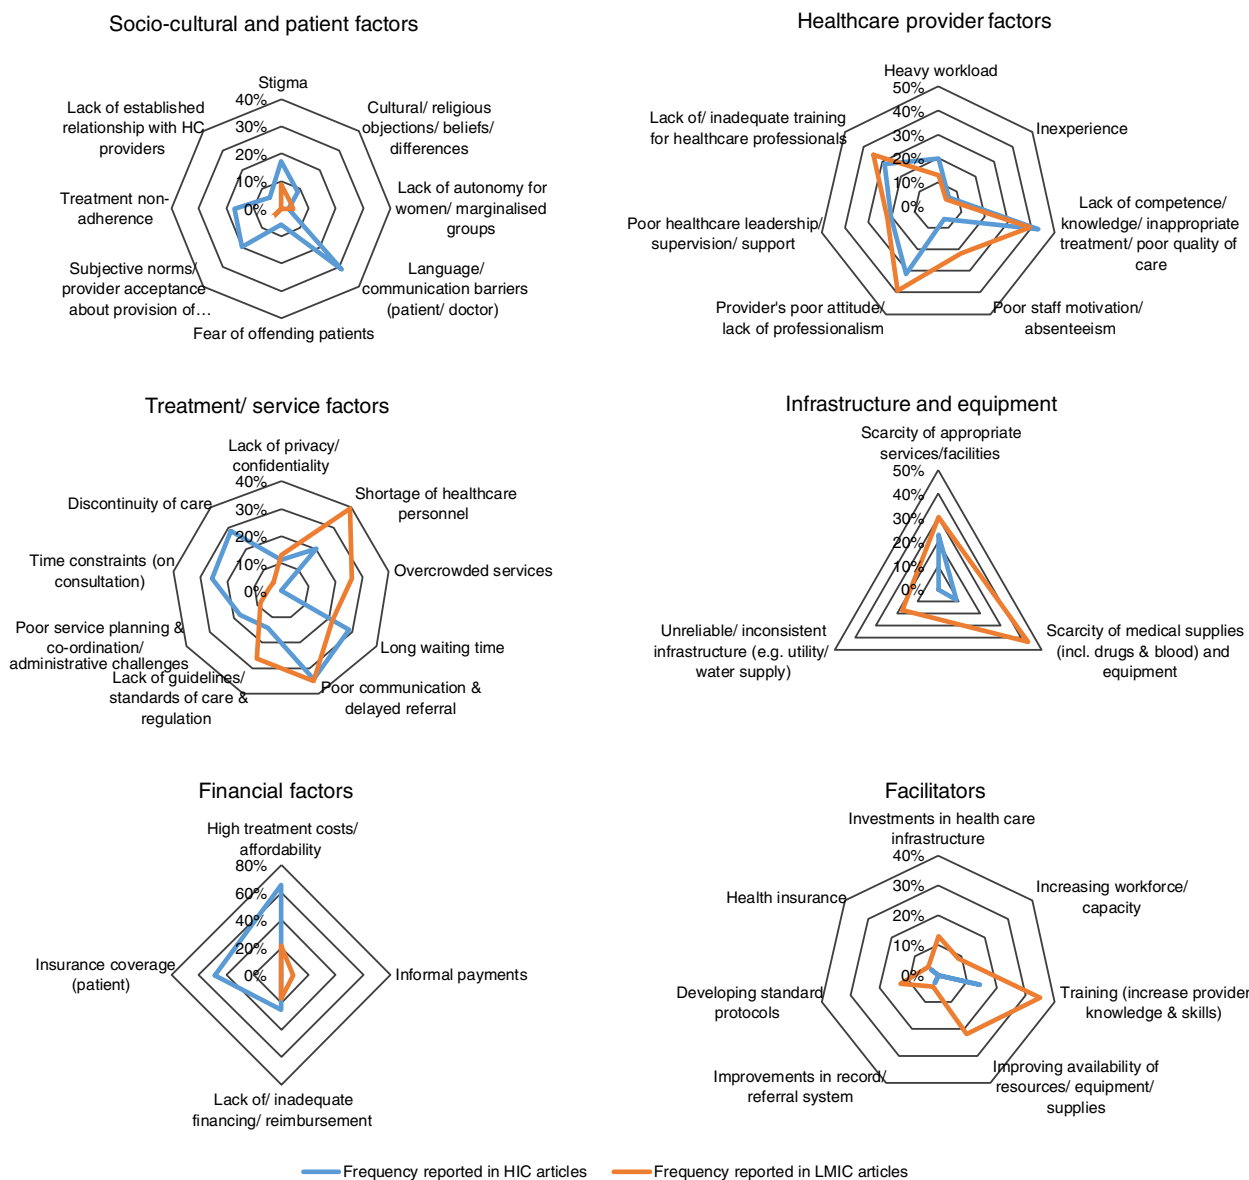 Socio-cultural and patient factors
Stigma
40%
30%
20%
10%
0%
Cultural/ religious
objections/ beliefs/
differences
Lack of autonomy for
women/ marginalised
groups
Language/
communication barriers
(patient/ doctor)
Fear of offending patients
Subjective norms/
provider acceptance
about provision of…
Treatment non-
adherence
Lack of established
relationship with HC
providers
Healthcare provider factors
Heavy workload
50%
40%
30%
20%
10%
0%
Inexperience
Lack of competence/
knowledge/ inappropriate
treatment/ poor quality of
care
Poor staff motivation/
absenteeism
Provider's poor attitude/
lack of professionalism
Poor healthcare leadership/
supervision/ support
Lack of/ inadequate training
for healthcare professionals
Treatment/ service factors
Lack of privacy/
confidentiality
40%
30%
20%
10%
0%
Shortage of healthcare
personnel
Overcrowded services
Long waiting time
Poor communication &
delayed referral
Lack of guidelines/
standards of care &
regulation
Poor service planning &
co-ordination/
administrative challenges
Time constraints (on
consultation)
Discontinuity of care
Infrastructure and equipment
Scarcity of appropriate
services/facilities
50%
40%
30%
20%
10%
0%
Scarcity of medical supplies
(incl. drugs & blood) and
equipment
Unreliable/ inconsistent
infrastructure (e.g. utility/
water supply)
Financial factors
High treatment costs/
affordability
80%
60%
40%
20%
0%
Informal payments
Lack of/ inadequate
financing/ reimbursement
Insurance coverage
(patient)
Facilitators
Investments in health care
infrastructure
40%
30%
20%
10%
0%
Increasing workforce/
capacity
Training (increase provider
knowledge & skills)
Improving availability of
resources/ equipment/
supplies
Improvements in record/
referral system
Developing standard
protocols
Health insurance
Frequency reported in HIC articles
Frequency reported in LMIC articles